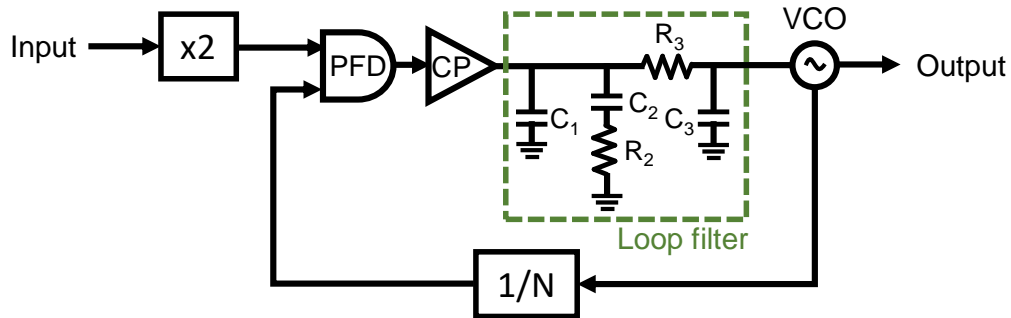 VCO
Input
x2
PFD
CP
R3
Output
C1
C2
C3
R2
Loop filter
1/N